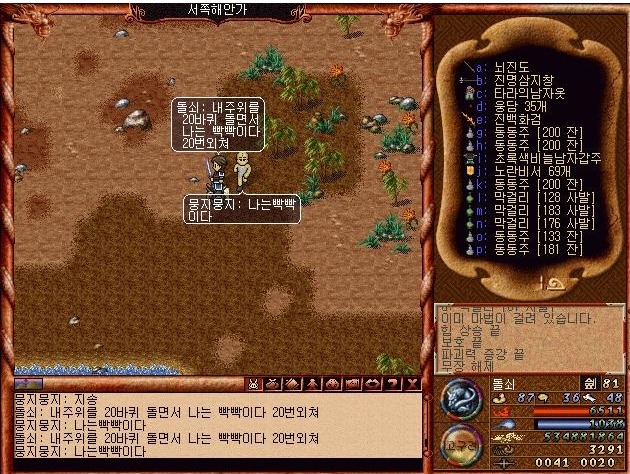 서쪽해안가
돌쇠: 내주위를
20바퀴 돌면서
나는 빡빡이다
20번외쳐
뭉지뭉지: 나는빡빡
이다
a: 뇌진도
b: 진명삼지창
c: 타라의남자옷
d: 웅담 35개
e: 진백화검
g: 동동주 [200 잔]
h: 동동주 [200 잔]
i: 초록색비늘남자갑주
j: 노란비서 69개
k: 동동주 [200 잔]
l: 막걸리 [128 사발]
m: 막걸리 [183 사발]
n: 막걸리 [176 사발]
o: 동동주 [133 잔]
p: 동동주 [181 잔]
이미 마법이 걸려 있습니다.
힘 상승 끝
보호 끝
파괴력 증강 끝
무장 해제
뭉지뭉지: 지송
돌쇠: 내주위를 20바퀴 돌면서 나는 빡빡이다 20번외쳐
뭉지뭉지: 나는빡빡이다
돌쇠: 내주위를 20바퀴 돌면서 나는 빡빡이다 20번외쳐
뭉지뭉지: 나는빡빡이다
돌쇠 81
87 36 48
6511
1038
534881864
3291
0041 0020